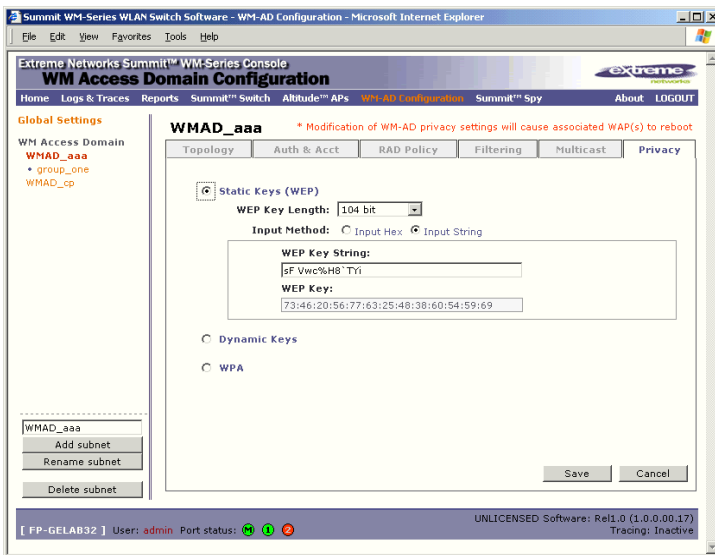 Summit WM-Series WLAN Switch Software - WM-AD Configuration - Microsoft Internet Explorer
File Edit View Favorites Tools Help
Extreme Networks Summit™ WM-Series Console
WM Access Domain Configuration
extreme
networks
Home Logs & Traces Reports Summit™ Switch Altitude™ APs WM-AD Configuration Summit™ Spy About LOGOUT
Global Settings
WM Access Domain
WMAD_aaa
• group_one
WMAD_cp
WMAD_aaa
Add subnet
Rename subnet
Delete subnet
WMAD_aaa * Modification of WM-AD privacy settings will cause associated WAP(s) to reboot
Topology Auth & Acct RAD Policy Filtering Multicast Privacy
Static Keys (WEP)
WEP Key Length: 104 bit
Input Method: Input Hex Input String
WEP Key String:
sF Vwc%H8`TYi
WEP Key:
73:46:20:56:77:63:25:48:38:60:54:59:69
Dynamic Keys
WPA
Save Cancel
[ FP-GELAB32 ] User: admin Port status: M 1 2
UNLICENSED Software: Rel1.0 (1.0.0.00.17)
Tracing: Inactive